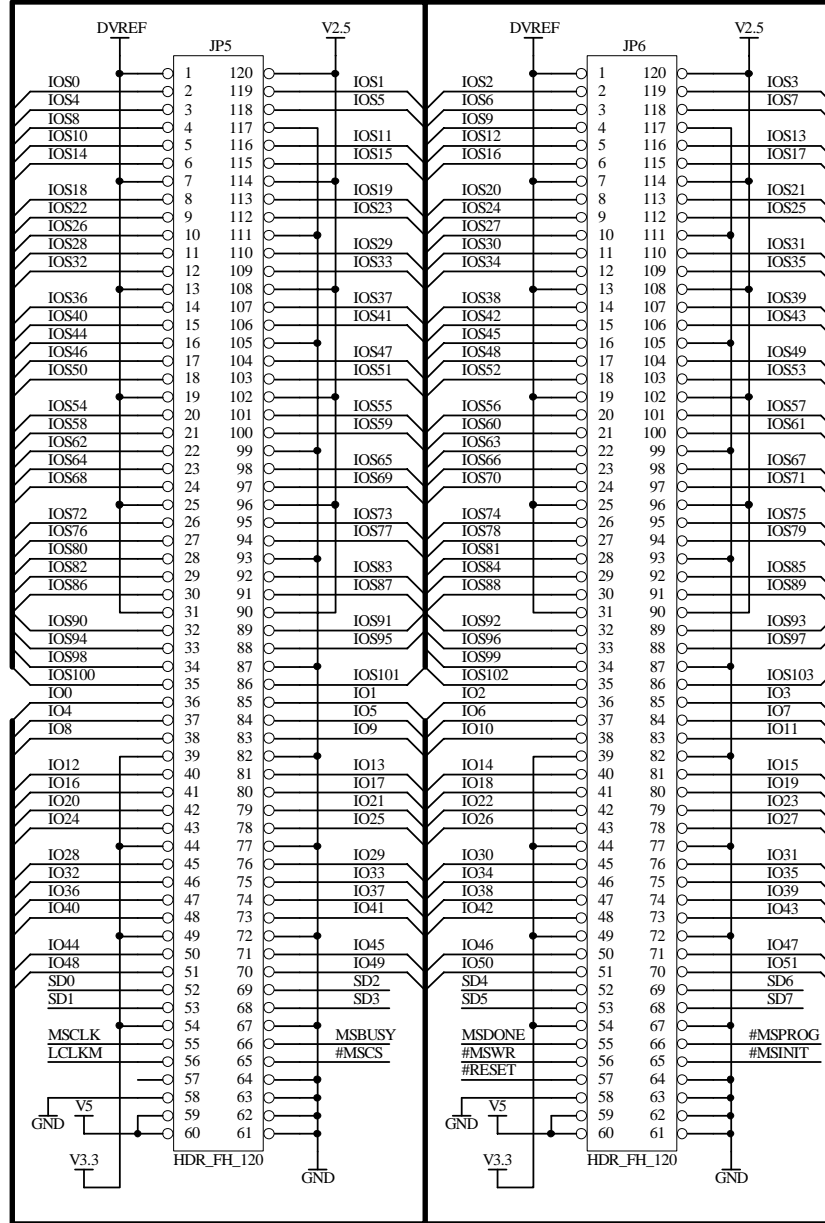 DVREF V2.5
JP5
1 120
IOS0 2 119 IOS1
IOS4 3 118 IOS5
IOS8 4 117
IOS10 5 116 IOS11
IOS14 6 115 IOS15
7 114
IOS18 8 113 IOS19
IOS22 9 112 IOS23
IOS26 10 111
IOS28 11 110 IOS29
IOS32 12 109 IOS33
13 108
IOS36 14 107 IOS37
IOS40 15 106 IOS41
IOS44 16 105
IOS46 17 104 IOS47
IOS50 18 103 IOS51
19 102
IOS54 20 101 IOS55
IOS58 21 100 IOS59
IOS62 22 99
IOS64 23 98 IOS65
IOS68 24 97 IOS69
25 96
IOS72 26 95 IOS73
IOS76 27 94 IOS77
IOS80 28 93
IOS82 29 92 IOS83
IOS86 30 91 IOS87
31 90
IOS90 32 89 IOS91
IOS94 33 88 IOS95
IOS98 34 87
IOS100 35 86 IOS101
IO0 36 85 IO1
IO4 37 84 IO5
IO8 38 83 IO9
39 82
IO12 40 81 IO13
IO16 41 80 IO17
IO20 42 79 IO21
IO24 43 78 IO25
44 77
IO28 45 76 IO29
IO32 46 75 IO33
IO36 47 74 IO37
IO40 48 73 IO41
49 72
IO44 50 71 IO45
IO48 51 70 IO49
SD0 52 69 SD2
SD1 53 68 SD3
54 67
MSCLK 55 66 MSBUSY
LCLKM 56 65 #MSCS
57 64
58 63
GND V5 59 62
60 61
HDR_FH_120
V3.3 GND
DVREF V2.5
JP6
1 120
IOS2 2 119 IOS3
IOS6 3 118 IOS7
IOS9 4 117
IOS12 5 116 IOS13
IOS16 6 115 IOS17
7 114
IOS20 8 113 IOS21
IOS24 9 112 IOS25
IOS27 10 111
IOS30 11 110 IOS31
IOS34 12 109 IOS35
13 108
IOS38 14 107 IOS39
IOS42 15 106 IOS43
IOS45 16 105
IOS48 17 104 IOS49
IOS52 18 103 IOS53
19 102
IOS56 20 101 IOS57
IOS60 21 100 IOS61
IOS63 22 99
IOS66 23 98 IOS67
IOS70 24 97 IOS71
25 96
IOS74 26 95 IOS75
IOS78 27 94 IOS79
IOS81 28 93
IOS84 29 92 IOS85
IOS88 30 91 IOS89
31 90
IOS92 32 89 IOS93
IOS96 33 88 IOS97
IOS99 34 87
IOS102 35 86 IOS103
IO2 36 85 IO3
IO6 37 84 IO7
IO10 38 83 IO11
39 82
IO14 40 81 IO15
IO18 41 80 IO19
IO22 42 79 IO23
IO26 43 78 IO27
44 77
IO30 45 76 IO31
IO34 46 75 IO35
IO38 47 74 IO39
IO42 48 73 IO43
49 72
IO46 50 71 IO47
IO50 51 70 IO51
SD4 52 69 SD6
SD5 53 68 SD7
54 67
MSDONE 55 66 #MSPROG
#MSWR 56 65 #MSINIT
#RESET 57 64
58 63
GND V5 59 62
60 61
HDR_FH_120
V3.3 GND